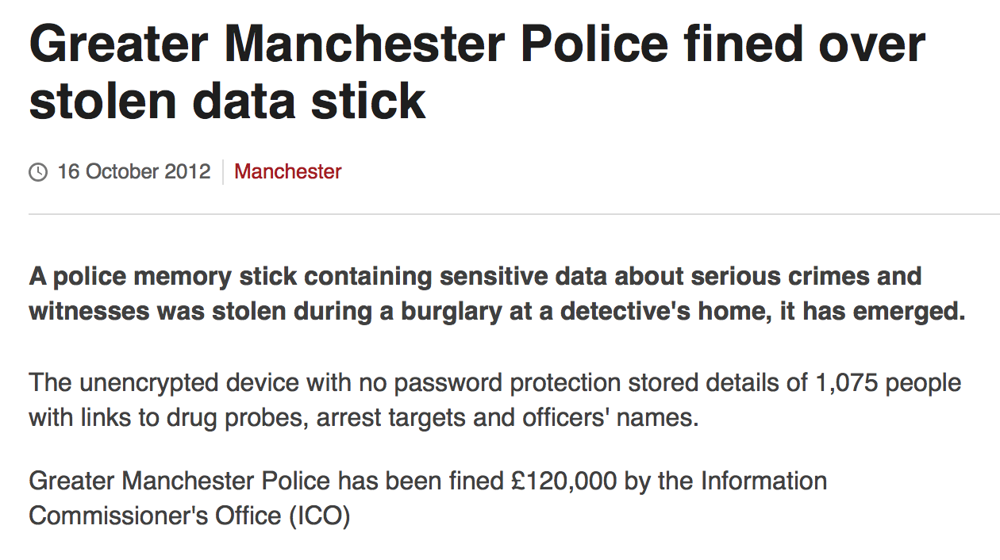 Greater Manchester Police fined over
stolen data stick
16 October 2012 Manchester
A police memory stick containing sensitive data about serious crimes and
witnesses was stolen during a burglary at a detective's home, it has emerged.
The unencrypted device with no password protection stored details of 1,075 people
with links to drug probes, arrest targets and officers' names.
Greater Manchester Police has been fined £120,000 by the Information
Commissioner's Office (ICO)